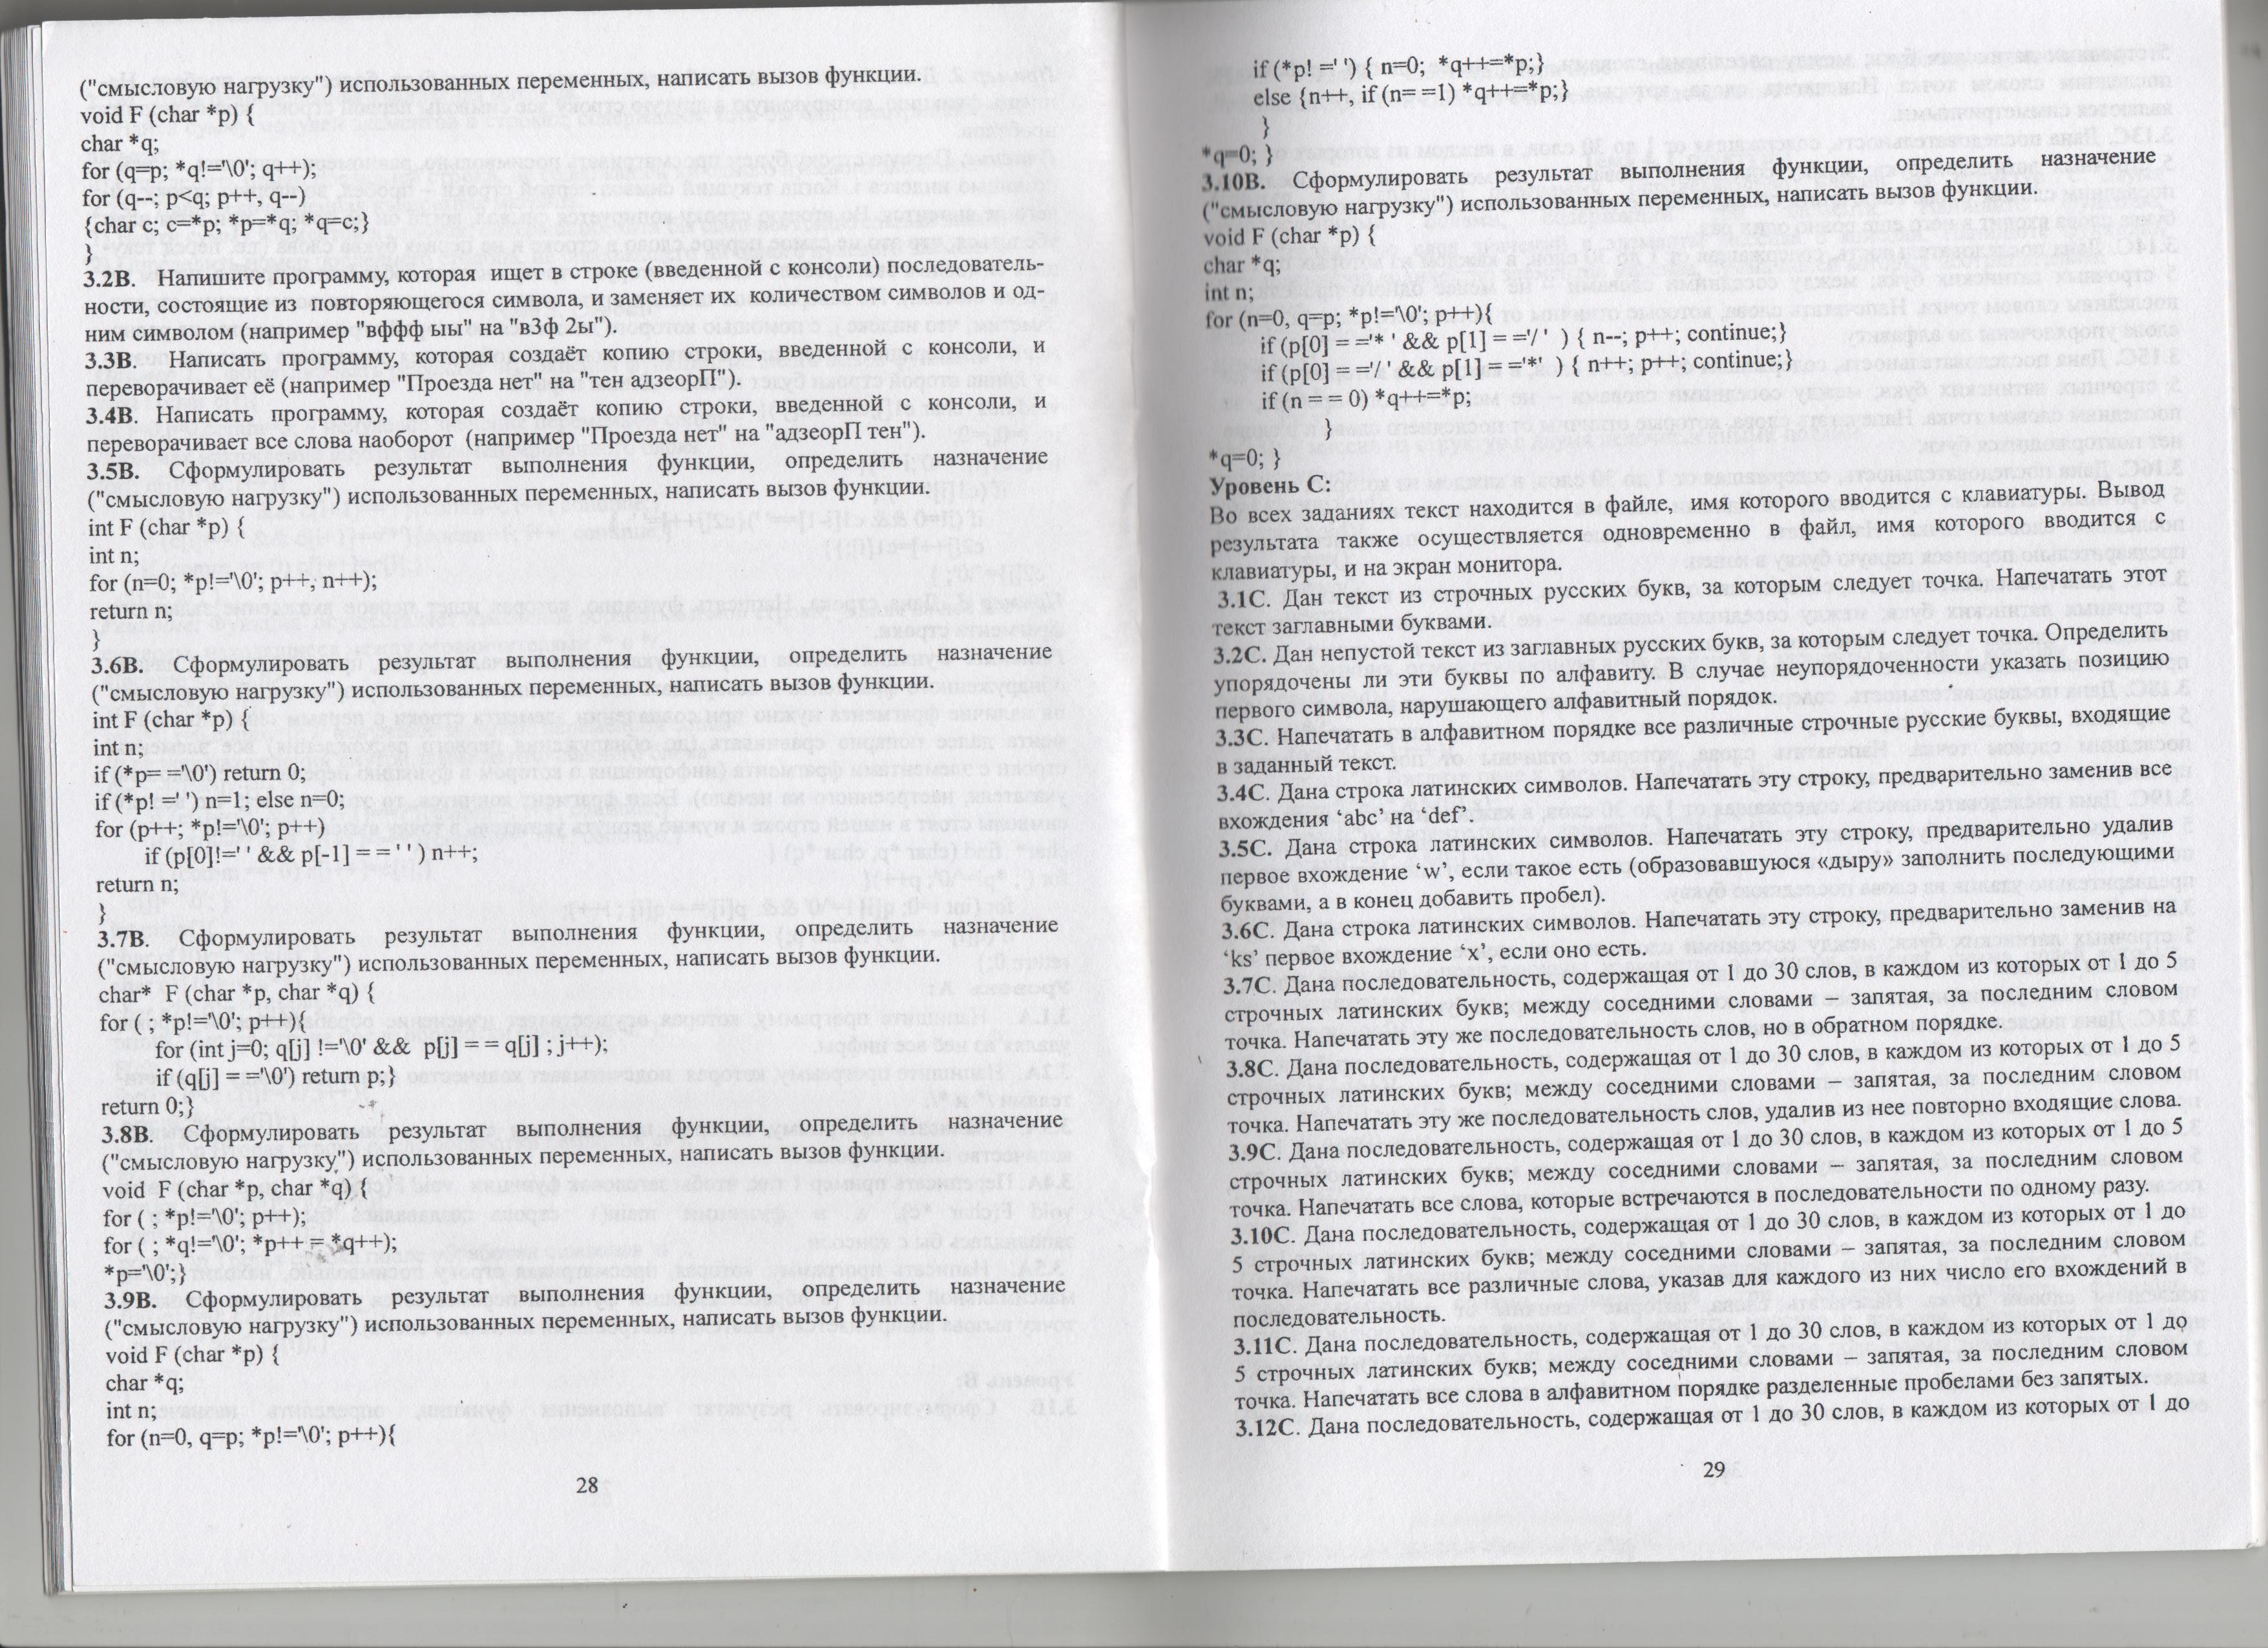 ("смысловую нагрузку") использованных переменных, написать вызов функции.
void F (char *p) {
char *q;
for (q=p; *q!='\0'; q++);
for (q--; p<q; p++, q--)
{char c; c=*p; *p=*q; *q=c;}
}
3.2В. Напишите программу, которая ищет в строке (введенной с консоли) последователь-
ности, состоящие из повторяющегося символа, и заменяет их количеством символов и од-
ним символом (например "вффф ыы" на "в3ф 2ы").
3.3В. Написать программу, которая создаёт копию строки, введенной с консоли, и
переворачивает её (например "Проезда нет" на "тен адзеорП").
3.4В. Написать программу, которая создаёт копию строки, введенной с консоли, и
переворачивает все слова наоборот (например "Проезда нет" на "адзеорП тен").
3.5В. Сформулировать результат выполнения функции, определить назначение
("смысловую нагрузку") использованных переменных, написать вызов функции.
int F (char *p) {
int n;
for (n=0; *p!='\0'; p++, n++);
return n;
}
3.6В. Сформулировать результат выполнения функции, определить назначение
("смысловую нагрузку") использованных переменных, написать вызов функции.
int F (char *p) {
int n;
if (*p= ='\0') return 0;
if (*p! =' ') n=1; else n=0;
for (p++; *p!='\0'; p++)
if (p[0]!=' ' && p[-1] = = ' ' ) n++;
return n;
}
3.7В. Сформулировать результат выполнения функции, определить назначение
("смысловую нагрузку") использованных переменных, написать вызов функции.
char* F (char *p, char *q) {
for ( ; *p!='\0'; p++){
for (int j=0; q[j] !='\0' && p[j] = = q[j] ; j++);
if (q[j] = ='\0') return p;}
return 0;}
3.8В. Сформулировать результат выполнения функции, определить назначение
("смысловую нагрузку") использованных переменных, написать вызов функции.
void F (char *p, char *q) {
for ( ; *p!='\0'; p++);
for ( ; *q!='\0'; *p++ = *q++);
*p='\0';}
3.9В. Сформулировать результат выполнения функции, определить назначение
("смысловую нагрузку") использованных переменных, написать вызов функции.
void F (char *p) {
char *q;
int n;
for (n=0, q=p; *p!='\0'; p++){
28
if (*p! =' ') { n=0; *q++=*p;}
else {n++, if (n= =1) *q++=*p;}
}
*q=0; }
3.10В. Сформулировать результат выполнения функции, определить назначение
("смысловую нагрузку") использованных переменных, написать вызов функции.
void F (char *p) {
char *q;
int n;
for (n=0, q=p; *p!='\0'; p++){
if (p[0] = ='* ' && p[1] = ='/ ' ) { n--; p++; continue;}
if (p[0] = ='/ ' && p[1] = ='*' ) { n++; p++; continue;}
if (n = = 0) *q++=*p;
}
*q=0; }
Уровень С:
Во всех заданиях текст находится в файле, имя которого вводится с клавиатуры. Вывод
результата также осуществляется одновременно в файл, имя которого вводится с
клавиатуры, и на экран монитора.
3.1С. Дан текст из строчных русских букв, за которым следует точка. Напечатать этот
текст заглавными буквами.
3.2С. Дан непустой текст из заглавных русских букв, за которым следует точка. Определить
упорядочены ли эти буквы по алфавиту. В случае неупорядоченности указать позицию
первого символа, нарушающего алфавитный порядок.
3.3С. Напечатать в алфавитном порядке все различные строчные русские буквы, входящие
в заданный текст.
3.4С. Дана строка латинских символов. Напечатать эту строку, предварительно заменив все
вхождения ‘abc’ на ‘def’.
3.5С. Дана строка латинских символов. Напечатать эту строку, предварительно удалив
первое вхождение ‘w’, если такое есть (образовавшуюся «дыру» заполнить последующими
буквами, а в конец добавить пробел).
3.6С. Дана строка латинских символов. Напечатать эту строку, предварительно заменив на
‘ks’ первое вхождение ‘x’, если оно есть.
3.7С. Дана последовательность, содержащая от 1 до 30 слов, в каждом из которых от 1 до 5
строчных латинских букв; между соседними словами – запятая, за последним словом
точка. Напечатать эту же последовательность слов, но в обратном порядке.
3.8С. Дана последовательность, содержащая от 1 до 30 слов, в каждом из которых от 1 до 5
строчных латинских букв; между соседними словами – запятая, за последним словом
точка. Напечатать эту же последовательность слов, удалив из нее повторно входящие слова.
3.9С. Дана последовательность, содержащая от 1 до 30 слов, в каждом из которых от 1 до 5
строчных латинских букв; между соседними словами – запятая, за последним словом
точка. Напечатать все слова, которые встречаются в последовательности по одному разу.
3.10С. Дана последовательность, содержащая от 1 до 30 слов, в каждом из которых от 1 до
5 строчных латинских букв; между соседними словами – запятая, за последним словом
точка. Напечатать все различные слова, указав для каждого из них число его вхождений в
последовательность.
3.11С. Дана последовательность, содержащая от 1 до 30 слов, в каждом из которых от 1 до
5 строчных латинских букв; между соседними словами – запятая, за последним словом
точка. Напечатать все слова в алфавитном порядке разделенные пробелами без запятых.
3.12С. Дана последовательность, содержащая от 1 до 30 слов, в каждом из которых от 1 до
29